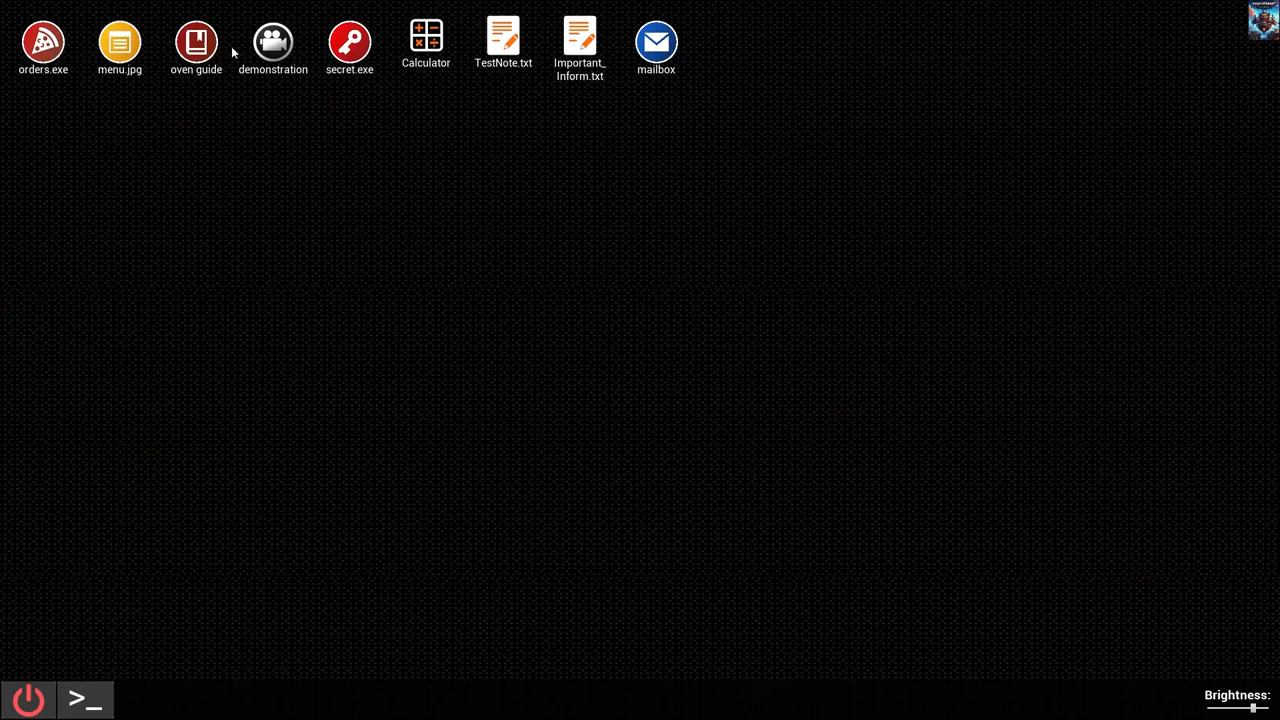 orders.exe
menu.jpg
oven guide
demonstration
secret.exe
Calculator
TestNote.txt
Important_
Inform.txt
mailbox
>_
Brightness: